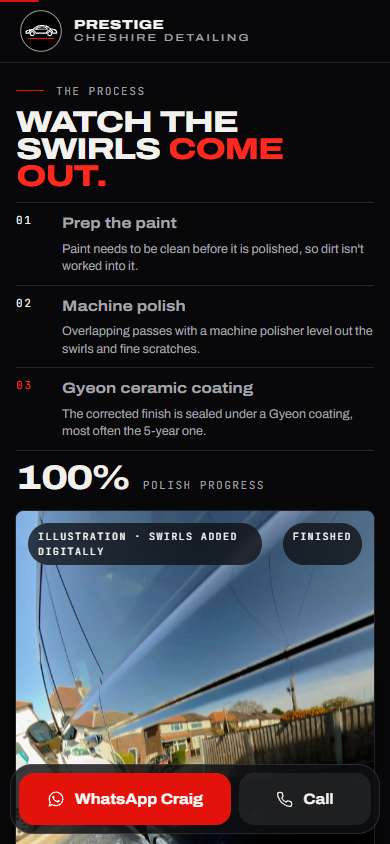 PRESTIGE
CHESHIRE DETAILING
THE PROCESS
WATCH THE
SWIRLS COME
OUT.
01
Prep the paint
Paint needs to be clean before it is polished, so dirt isn't
worked into it.
02
Machine polish
Overlapping passes with a machine polisher level out the
swirls and fine scratches.
03
Gyeon ceramic coating
The corrected finish is sealed under a Gyeon coating,
most often the 5-year one.
100% POLISH PROGRESS
ILLUSTRATION · SWIRLS ADDED
DIGITALLY
FINISHED
WhatsApp Craig
Call